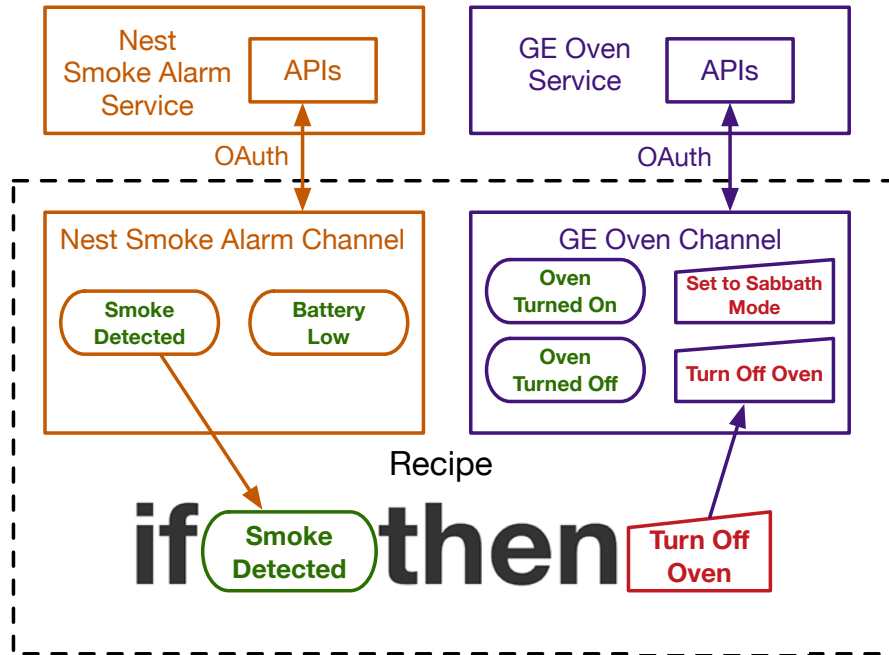 Nest
Smoke Alarm
Service
APIs
GE Oven
Service
APIs
OAuth
OAuth
Nest Smoke Alarm Channel
Smoke
Detected
Battery
Low
GE Oven Channel
Oven
Turned On
Set to Sabbath
Mode
Oven
Turned Off
Turn Off Oven
Recipe
if
Smoke
Detected
then
Turn Off
Oven